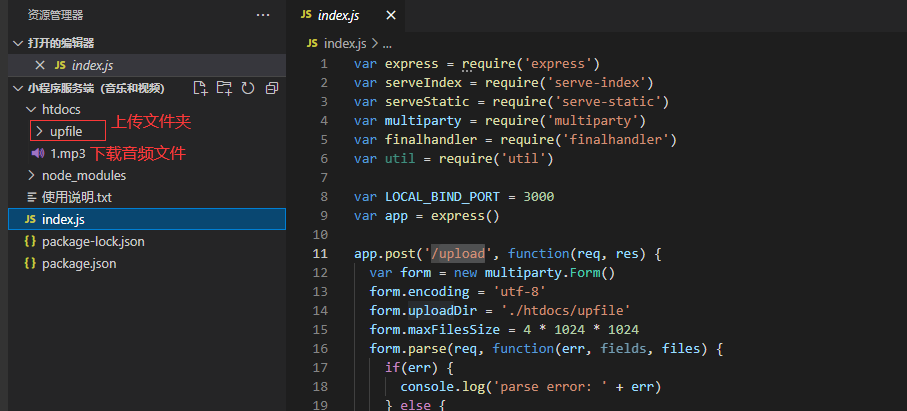 资源管理器
打开的编辑器
JS index.js
小程序服务端（音乐和视频）
htdocs
upfile 上传文件夹
1.mp3 下载音频文件
node_modules
使用说明.txt
JS index.js
{ } package-lock.json
{ } package.json
JS index.js
JS index.js > ...
1 var express = require('express')
2 var serveIndex = require('serve-index')
3 var serveStatic = require('serve-static')
4 var multiparty = require('multiparty')
5 var finalhandler = require('finalhandler')
6 var util = require('util')
7
8 var LOCAL_BIND_PORT = 3000
9 var app = express()
10
11 app.post('/upload', function(req, res) {
12 var form = new multiparty.Form()
13 form.encoding = 'utf-8'
14 form.uploadDir = './htdocs/upfile'
15 form.maxFilesSize = 4 * 1024 * 1024
16 form.parse(req, function(err, fields, files) {
17 if(err) {
18 console.log('parse error: ' + err)
19 } else {